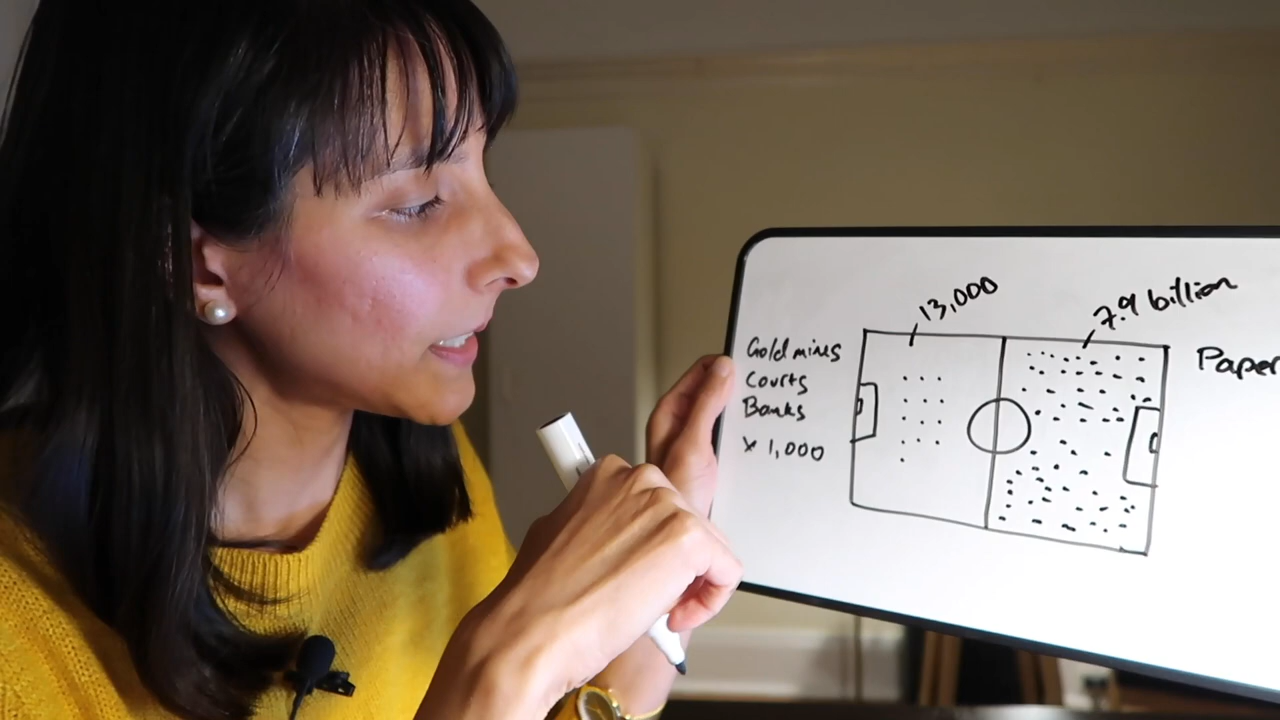 13,000
7.9 billion
Gold mines
Courts
Banks
x 1,000
Paper